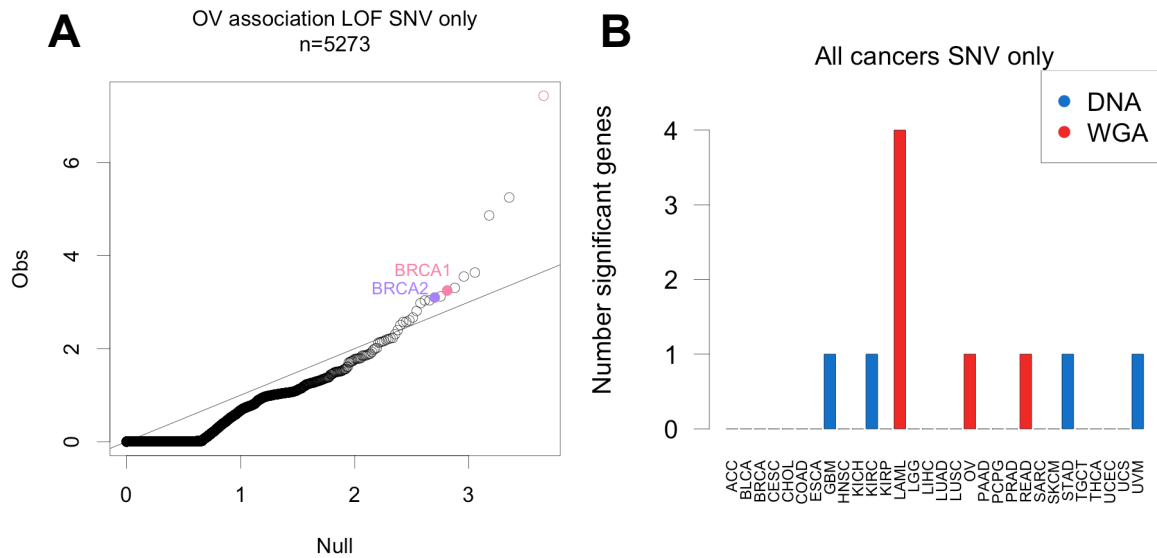 A
OV association LOF SNV only
n=5273
Obs
6
4
2
0
BRCA1
BRCA2
0
1
2
3
Null
B
All cancers SNV only
DNA
WGA
Number significant genes
4
3
2
1
0
ACC
BLCA
BRCA
CESC
CHOL
COAD
ESCA
GBM
HNSC
KICH
KIRC
KIRP
LAML
LGG
LIHC
LUAD
LUSC
OV
PAAD
PCPG
PRAD
READ
SARC
SKCM
STAD
TGCT
THCA
UCEC
UCS
UVM